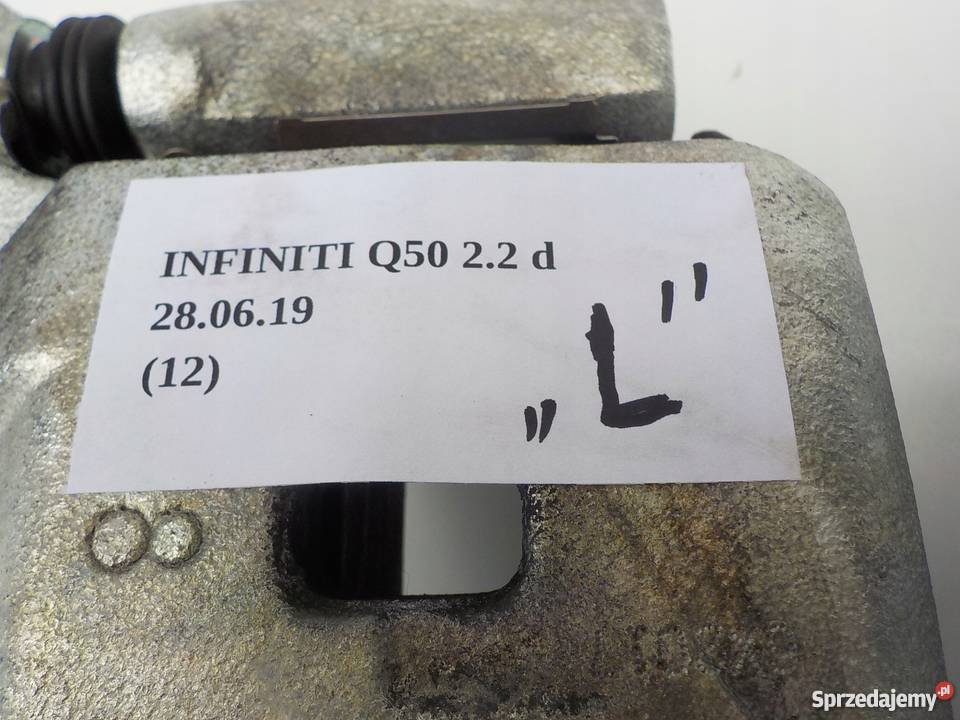 INFINITI Q50 2.2 d
28.06.19
(12)
„L”
Sprzedajemy.pl